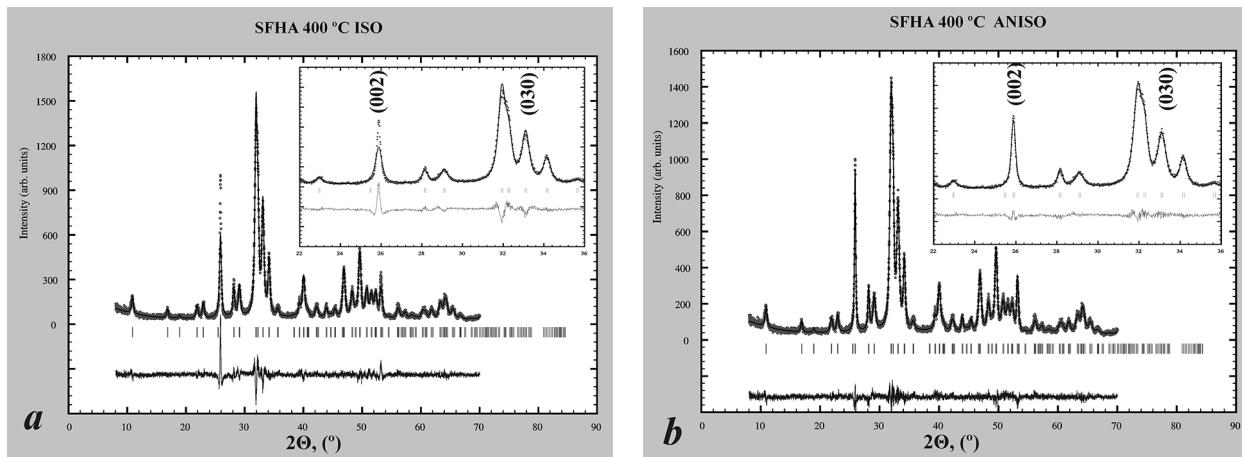 SFHA 400 ºC ISO
1800
1500
1200
900
600
300
0
Intensity (arb. units)
(002)
(030)
22 24 26 28 30 32 34 36
0 10 20 30 40 50 60 70 80 90
2Θ, (º)
a
SFHA 400 ºC ANISO
1600
1400
1200
1000
800
600
400
200
0
Intensity (arb. units)
(002)
(030)
22 24 26 28 30 32 34 36
0 10 20 30 40 50 60 70 80 90
2Θ, (º)
b